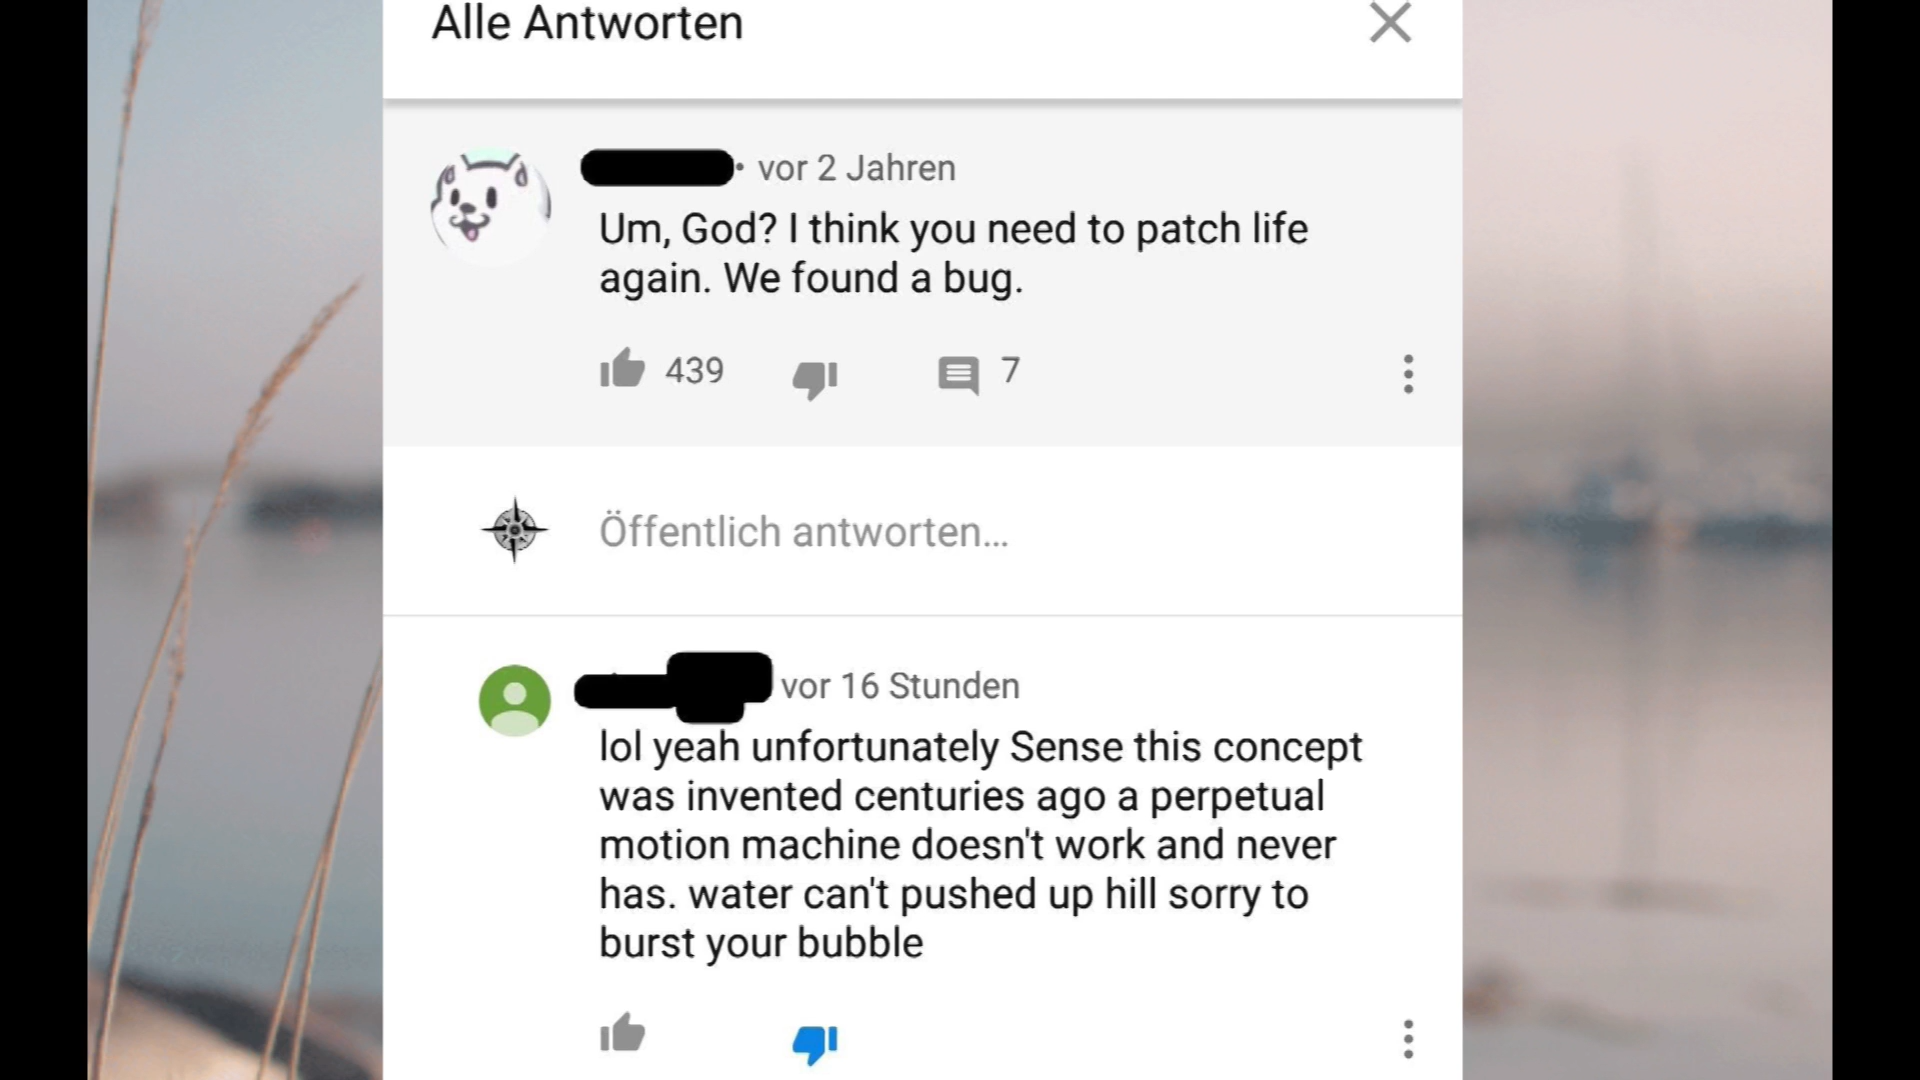 Alle Antworten
• vor 2 Jahren
Um, God? I think you need to patch life
again. We found a bug.
439
7
Öffentlich antworten...
vor 16 Stunden
lol yeah unfortunately Sense this concept
was invented centuries ago a perpetual
motion machine doesn't work and never
has. water can't pushed up hill sorry to
burst your bubble